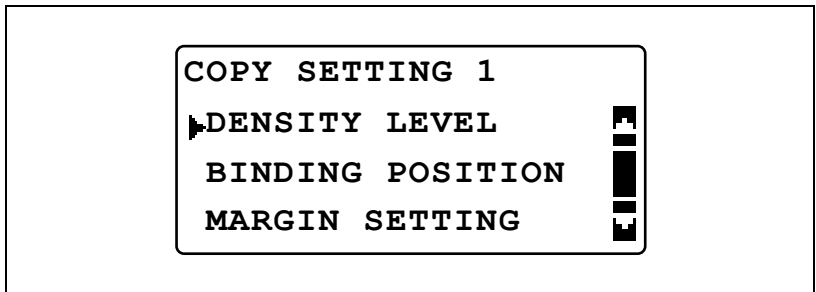 COPY SETTING 1
DENSITY LEVEL
BINDING POSITION
MARGIN SETTING